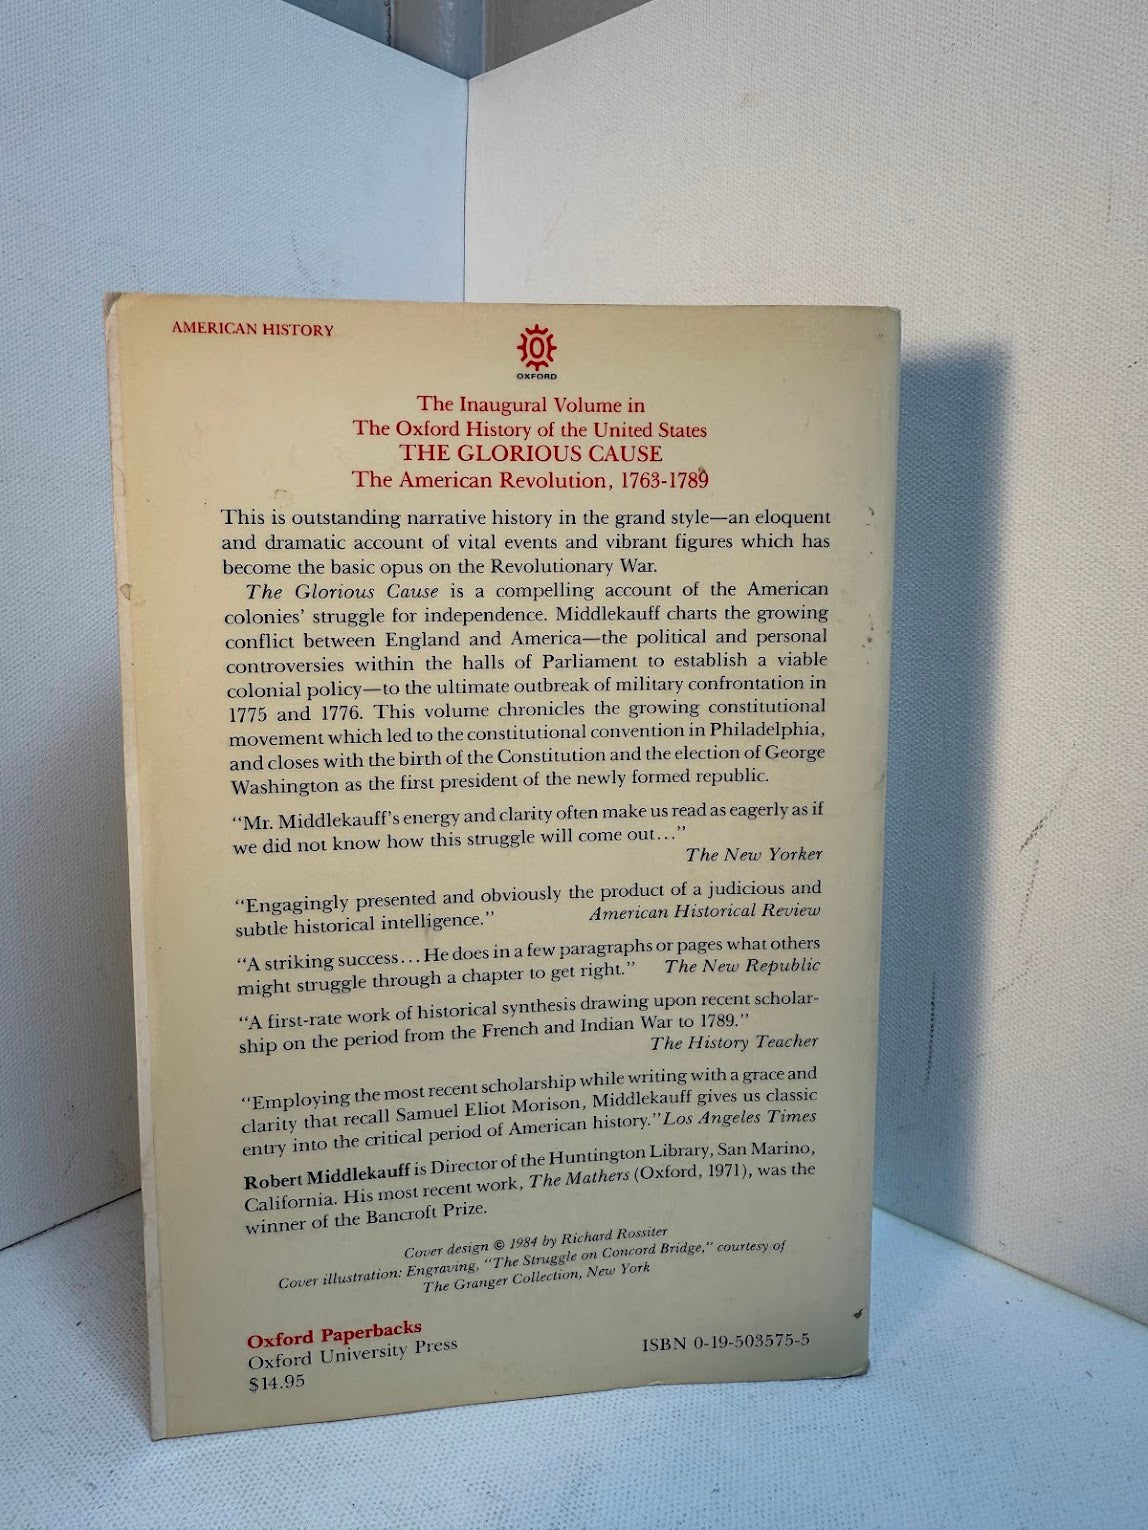 AMERICAN HISTORY
O
OXFORD
The Inaugural Volume in
The Oxford History of the United States
THE GLORIOUS CAUSE
The American Revolution, 1763-1789
This is outstanding narrative history in the grand style—an eloquent
and dramatic account of vital events and vibrant figures which has
become the basic opus on the Revolutionary War.
The Glorious Cause is a compelling account of the American
colonies' struggle for independence. Middlekauff charts the growing
conflict between England and America—the political and personal
controversies within the halls of Parliament to establish a viable
colonial policy—to the ultimate outbreak of military confrontation in
1775 and 1776. This volume chronicles the growing constitutional
movement which led to the constitutional convention in Philadelphia,
and closes with the birth of the Constitution and the election of George
Washington as the first president of the newly formed republic.
"Mr. Middlekauff's energy and clarity often make us read as eagerly as if
we did not know how this struggle will come out..."
The New Yorker
"Engagingly presented and obviously the product of a judicious and
subtle historical intelligence." American Historical Review
"A striking success...He does in a few paragraphs or pages what others
might struggle through a chapter to get right." The New Republic
"A first-rate work of historical synthesis drawing upon recent scholar-
ship on the period from the French and Indian War to 1789."
The History Teacher
"Employing the most recent scholarship while writing with a grace and
clarity that recall Samuel Eliot Morison, Middlekauff gives us classic
entry into the critical period of American history." Los Angeles Times
Robert Middlekauff is Director of the Huntington Library, San Marino,
California. His most recent work, The Mathers (Oxford, 1971), was the
winner of the Bancroft Prize.
Cover design © 1984 by Richard Rossiter
Cover illustration: Engraving, "The Struggle on Concord Bridge," courtesy of
The Granger Collection, New York
Oxford Paperbacks
Oxford University Press
$14.95
ISBN 0-19-503575-5